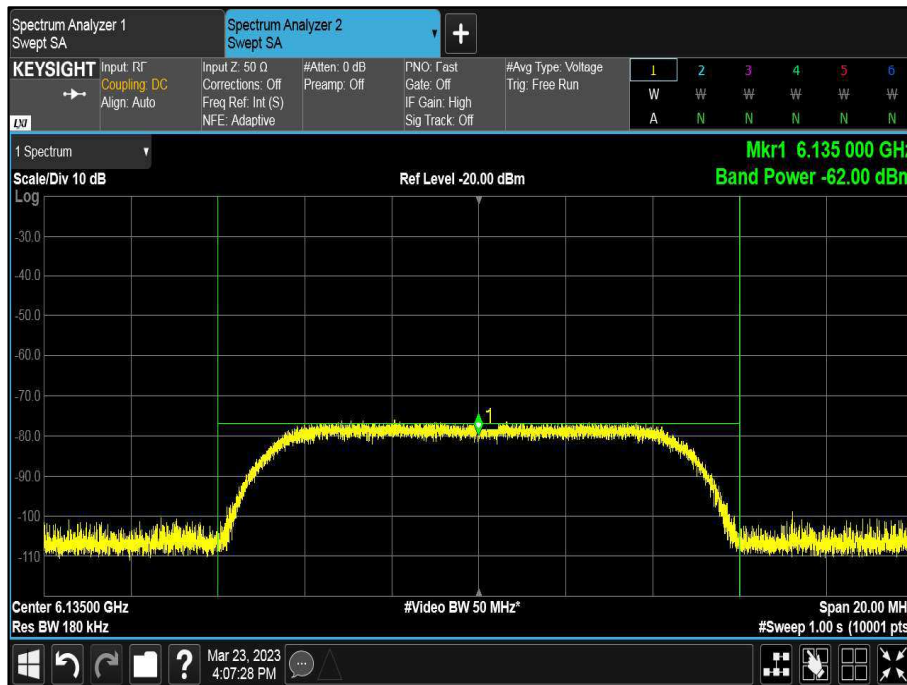 Spectrum Analyzer 1
Swept SA
Spectrum Analyzer 2
Swept SA
+
KEYSIGHT
LXI
Input: RF
Coupling: DC
Align: Auto
Input Z: 50 Ω
Corrections: Off
Freq Ref: Int (S)
NFE: Adaptive
#Atten: 0 dB
Preamp: Off
PNO: Fast
Gate: Off
IF Gain: High
Sig Track: Off
#Avg Type: Voltage
Trig: Free Run
1 2 3 4 5 6
W W W W W W
A N N N N N
1 Spectrum
Mkr1 6.135 000 GHz
Scale/Div 10 dB
Ref Level -20.00 dBm
Band Power -62.00 dBm
Log
-30.0
-40.0
-50.0
-60.0
-70.0
1
-80.0
-90.0
-100
-110
Center 6.13500 GHz
#Video BW 50 MHz*
Span 20.00 MH
Res BW 180 kHz
#Sweep 1.00 s (10001 pts
?
Mar 23, 2023
4:07:28 PM